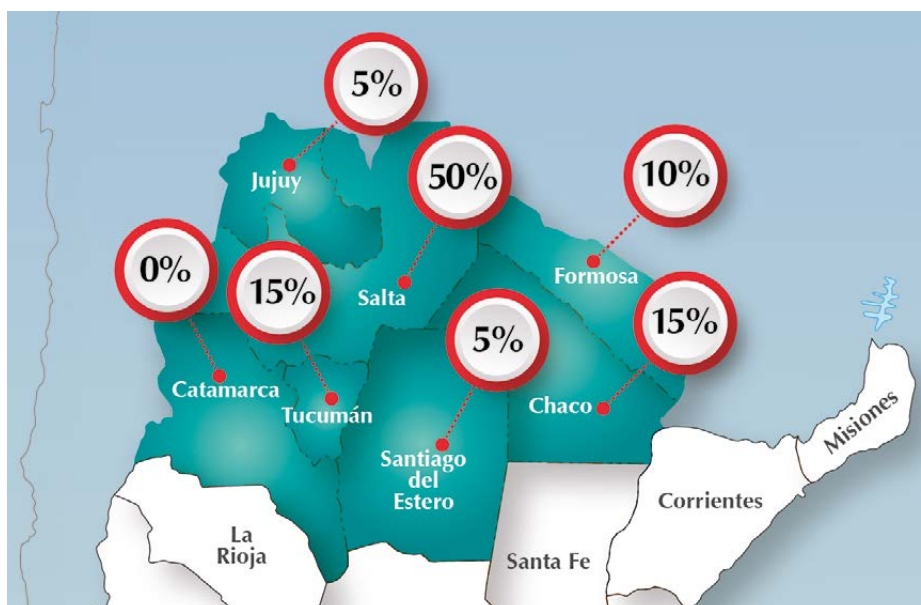 5%
Jujuy
50%
10%
0%
15%
Salta
Formosa
5%
15%
Catamarca
Tucumán
Chaco
Santiago
del
Estero
Misiones
Corrientes
La
Rioja
Santa Fe